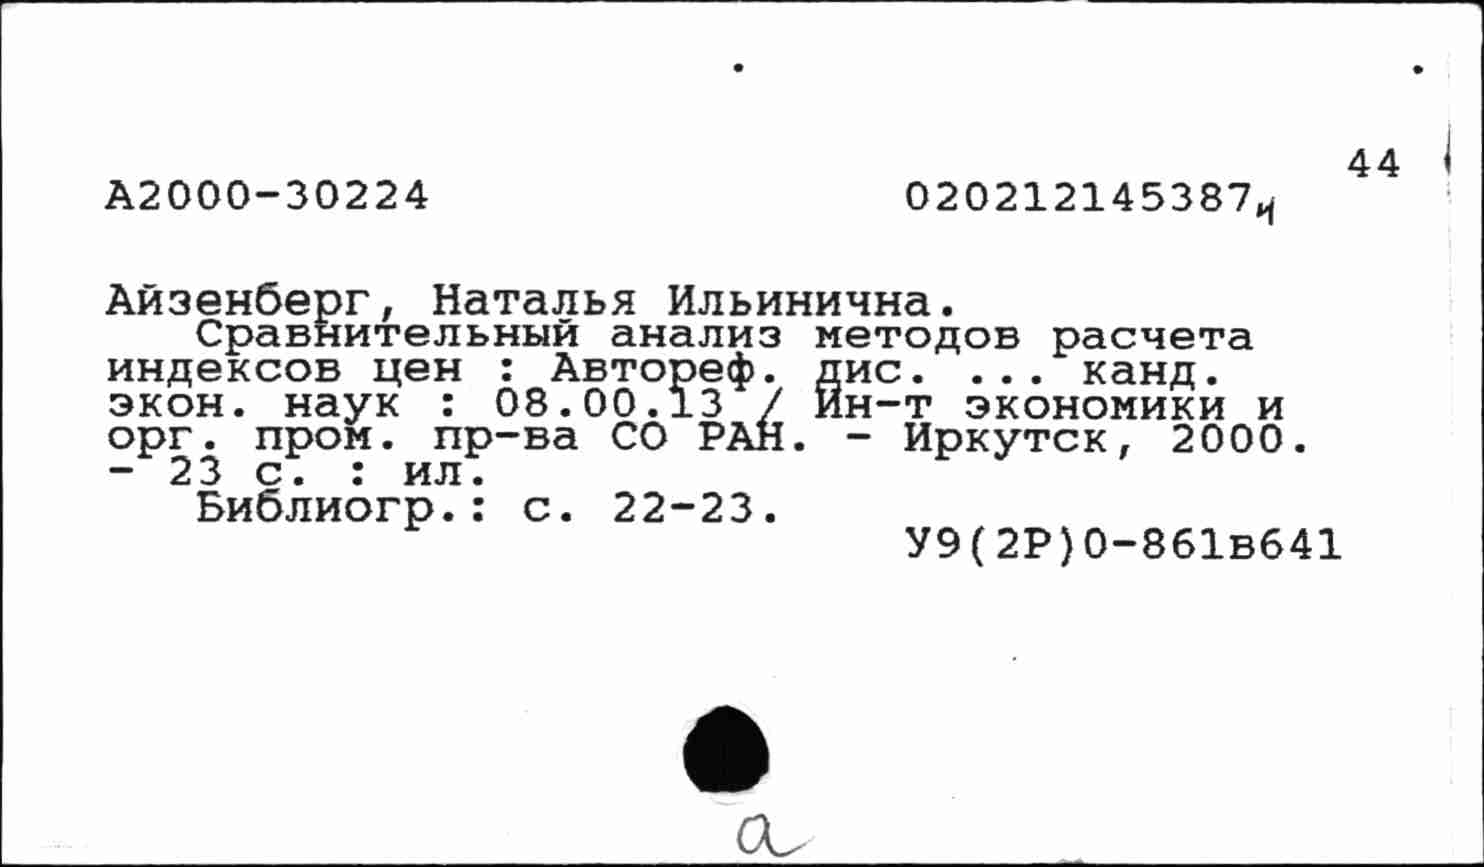 44
А2000-30224 020212145387и
Айзенберг, Наталья Ильинична.
Сравнительный анализ методов расчета
индексов цен : Автореф. дис. ... канд.
экон. наук : 08.00.13 / Ин-т экономики и
орг. пром. пр-ва СО РАН. - Иркутск, 2000.
- 23 с. : ил.
Библиогр.: с. 22-23.
У9(2Р)0-861в641
а